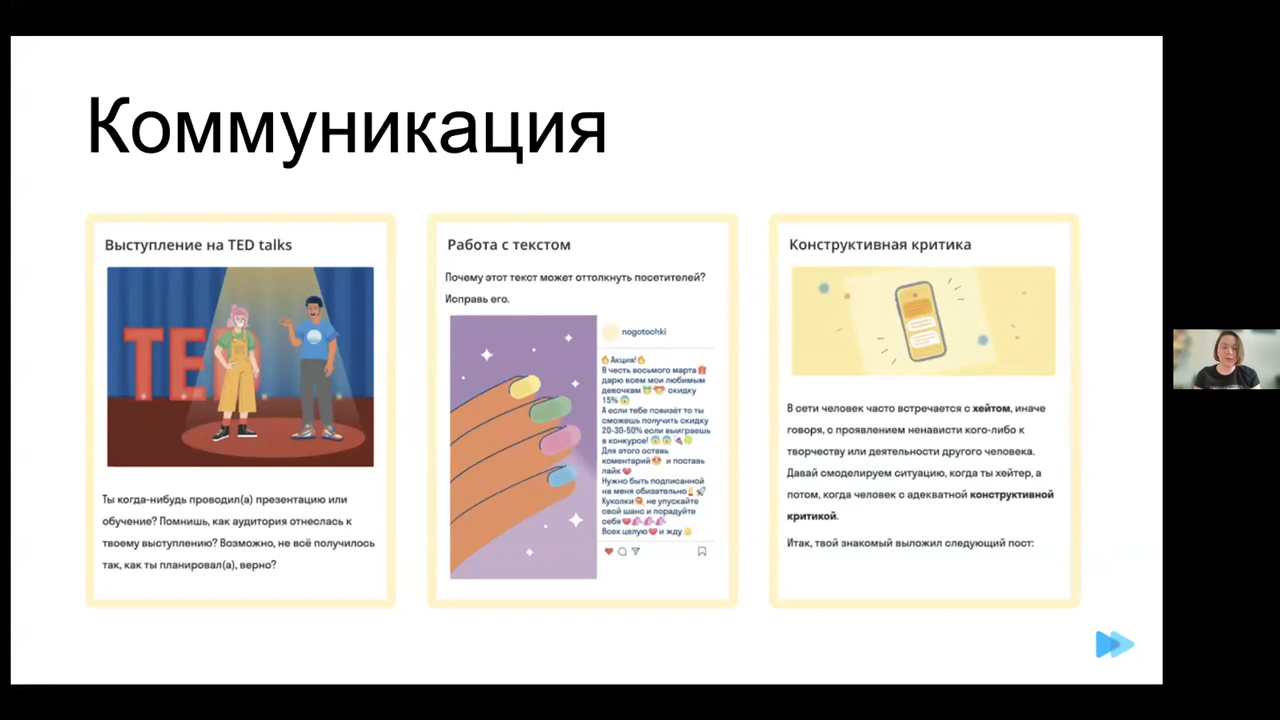 Коммуникация
Выступление на TED talks
TED
Ты когда-нибудь проводил(а) презентацию или
обучение? Помнишь, как аудитория отнеслась к
твоему выступлению? Возможно, не всё получилось
так, как ты планировал(а), верно?
Работа с текстом
Почему этот текст может оттолкнуть посетителей?
Исправь его.
nogotochki
🔥Акция!🔥
В честь восьмого марта🎁
дарю всем мои любимым
девочкам скидку
15%😱
А если тебе повизёт то ты
сможешь получить скидку
20-30-50% если выиграешь
в конкурсе!
Для этого оставь
коментарий и поставь
лайк❤️
Нужно быть подписанной
на меня обизательно🚀
Куколки не упускайте
свой шанс и порадуйте
себя
Всех целую❤️и жду
Конструктивная критика
В сети человек часто встречается с хейтом, иначе
говоря, с проявлением ненависти кого-либо к
творчеству или деятельности другого человека.
Давай смоделируем ситуацию, когда ты хейтер, а
потом, когда человек с адекватной конструктивной
критикой.
Итак, твой знакомый выложил следующий пост: